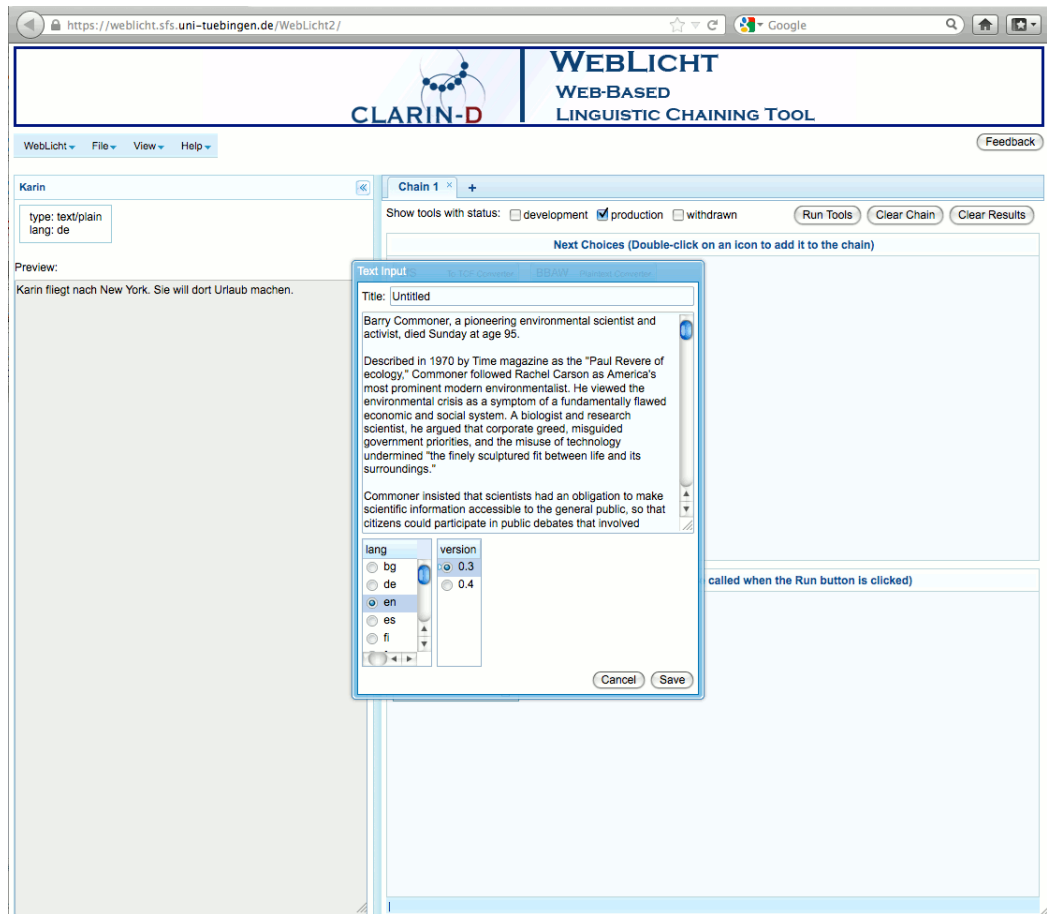 https://weblicht.sfs.uni-tuebingen.de/WebLicht2/
Google
CLARIN-D
WEBLICHT
WEB-BASED
LINGUISTIC CHAINING TOOL
WebLicht File View Help
Feedback
Karin
type: text/plain
lang: de
Preview:
Karin fliegt nach New York. Sie will dort Urlaub machen.
Chain 1 × +
Show tools with status: development production withdrawn Run Tools Clear Chain Clear Results
Next Choices (Double-click on an icon to add it to the chain)
To TCF Converter BBAW Plaintext Converter
Text Input
Title: Untitled
Barry Commoner, a pioneering environmental scientist and
activist, died Sunday at age 95.
Described in 1970 by Time magazine as the "Paul Revere of
ecology," Commoner followed Rachel Carson as America's
most prominent modern environmentalist. He viewed the
environmental crisis as a symptom of a fundamentally flawed
economic and social system. A biologist and research
scientist, he argued that corporate greed, misguided
government priorities, and the misuse of technology
undermined "the finely sculptured fit between life and its
surroundings."
Commoner insisted that scientists had an obligation to make
scientific information accessible to the general public, so that
citizens could participate in public debates that involved
lang
bg
de
en
es
fi
version
0.3
0.4
called when the Run button is clicked)
Cancel Save